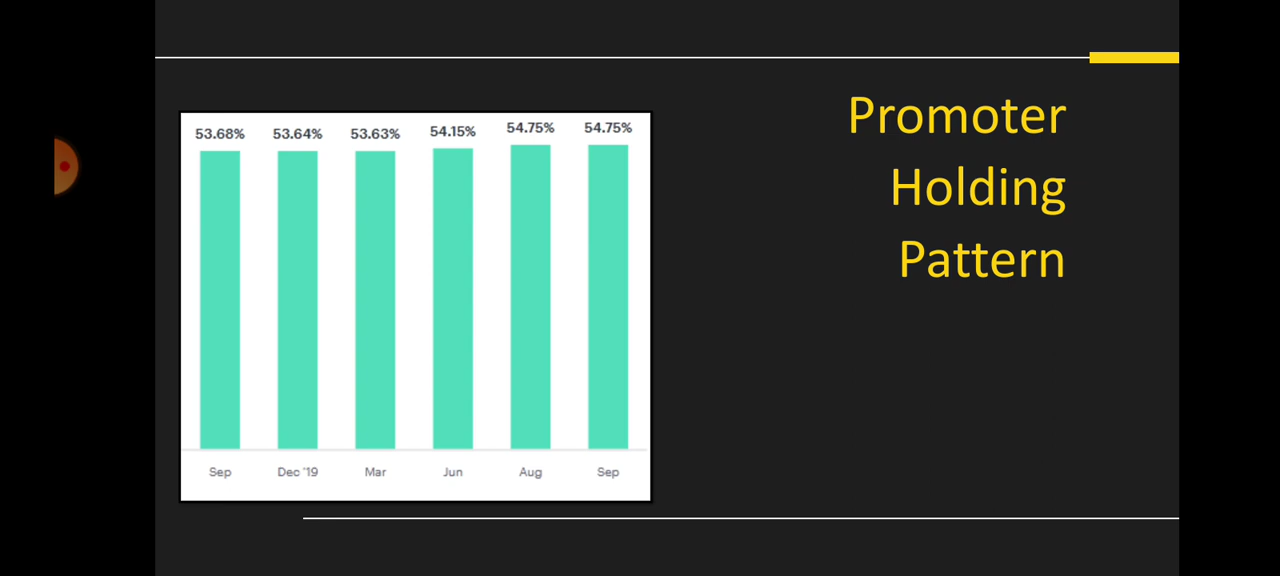 Promoter
Holding
Pattern
53.68% 53.64% 53.63% 54.15% 54.75% 54.75%
Sep Dec '19 Mar Jun Aug Sep